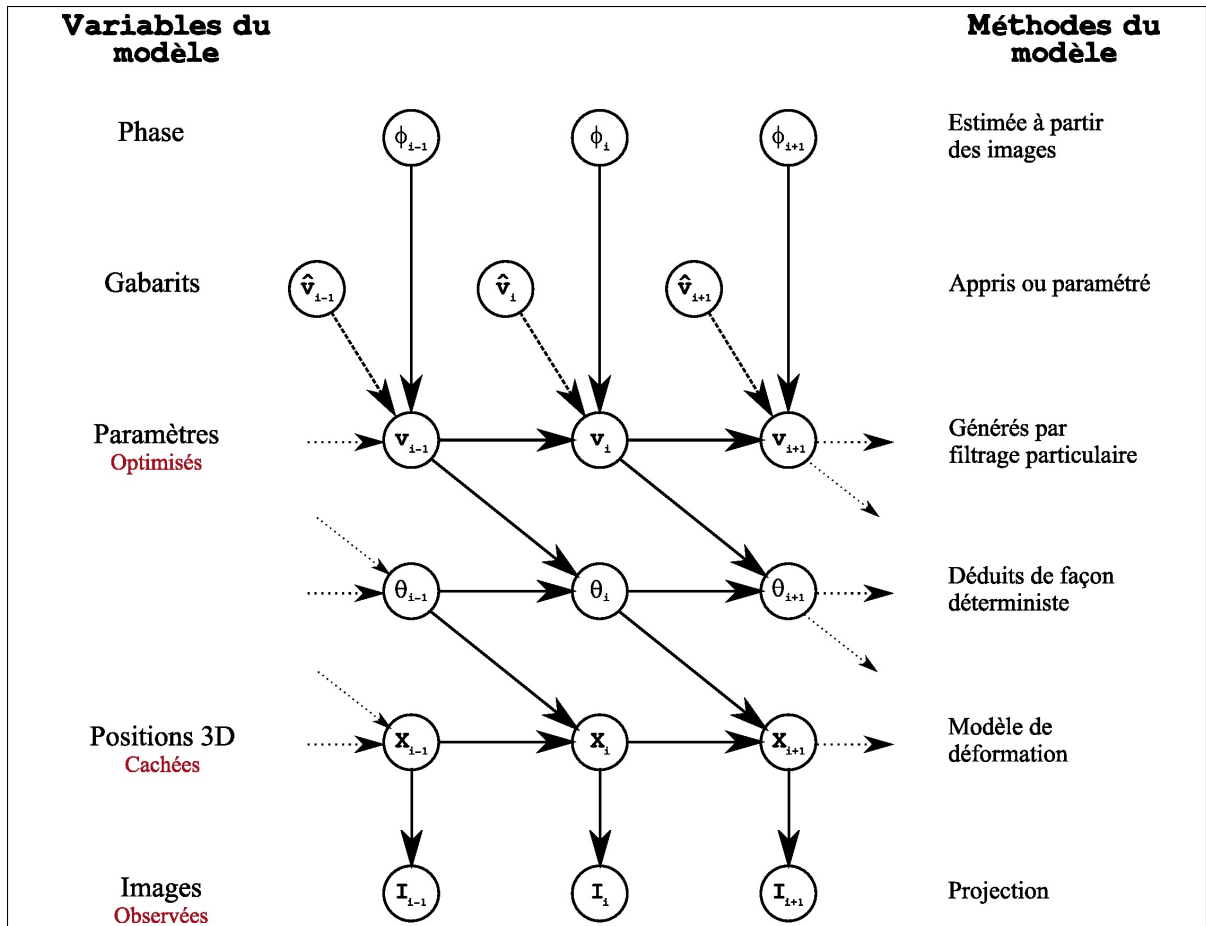 Variables du
modèle
Méthodes du
modèle
Phase
ϕi-1
ϕi
ϕi+1
Estimée à partir
des images
Gabarits
v̂i-1
v̂i
v̂i+1
Appris ou paramétré
Paramètres
Optimisés
vi-1
vi
vi+1
Générés par
filtrage particulaire
θi-1
θi
θi+1
Déduits de façon
déterministe
Positions 3D
Cachées
Xi-1
Xi
Xi+1
Modèle de
déformation
Images
Observées
Ii-1
Ii
Ii+1
Projection